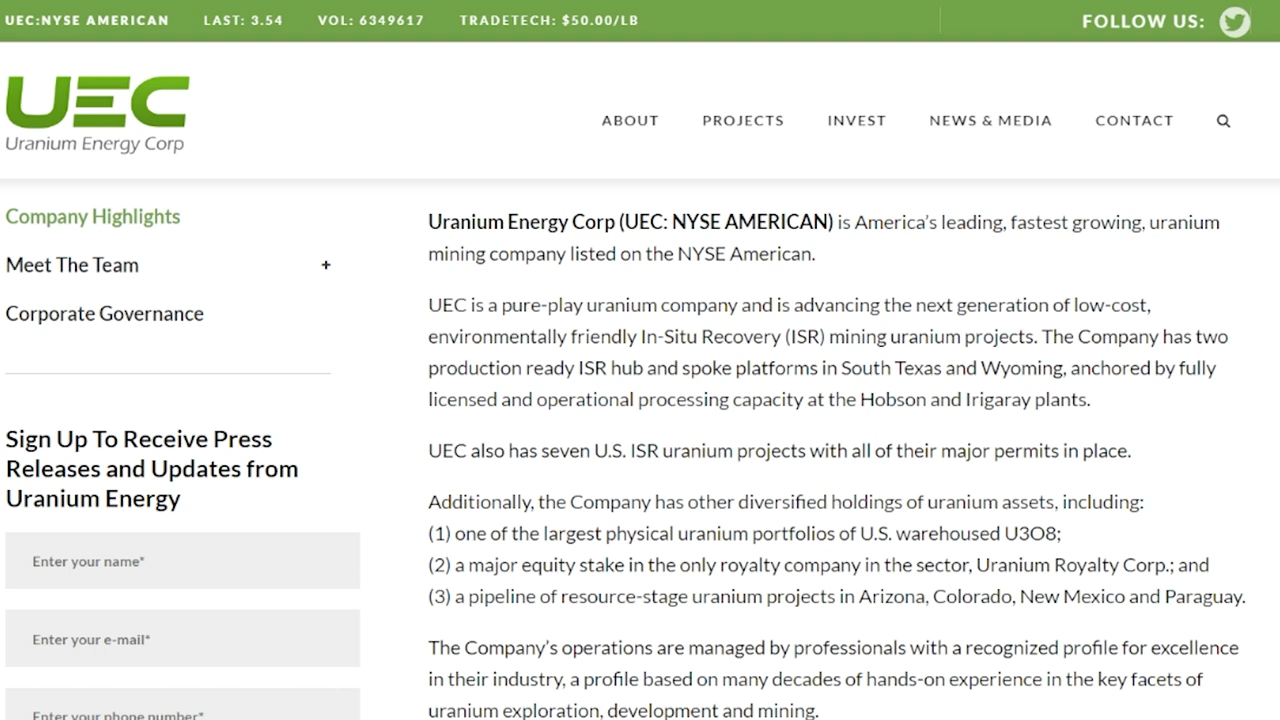 UEC:NYSE AMERICAN LAST: 3.54 VOL: 6349617 TRADETECH: $50.00/LB FOLLOW US:
UEC
Uranium Energy Corp
ABOUT PROJECTS INVEST NEWS & MEDIA CONTACT
Company Highlights
Meet The Team +
Corporate Governance
Sign Up To Receive Press
Releases and Updates from
Uranium Energy
Enter your name*
Enter your e-mail*
Enter your phone number*
Uranium Energy Corp (UEC: NYSE AMERICAN) is America’s leading, fastest growing, uranium
mining company listed on the NYSE American.
UEC is a pure-play uranium company and is advancing the next generation of low-cost,
environmentally friendly In-Situ Recovery (ISR) mining uranium projects. The Company has two
production ready ISR hub and spoke platforms in South Texas and Wyoming, anchored by fully
licensed and operational processing capacity at the Hobson and Irigaray plants.
UEC also has seven U.S. ISR uranium projects with all of their major permits in place.
Additionally, the Company has other diversified holdings of uranium assets, including:
(1) one of the largest physical uranium portfolios of U.S. warehoused U3O8;
(2) a major equity stake in the only royalty company in the sector, Uranium Royalty Corp.; and
(3) a pipeline of resource-stage uranium projects in Arizona, Colorado, New Mexico and Paraguay.
The Company’s operations are managed by professionals with a recognized profile for excellence
in their industry, a profile based on many decades of hands-on experience in the key facets of
uranium exploration, development and mining.